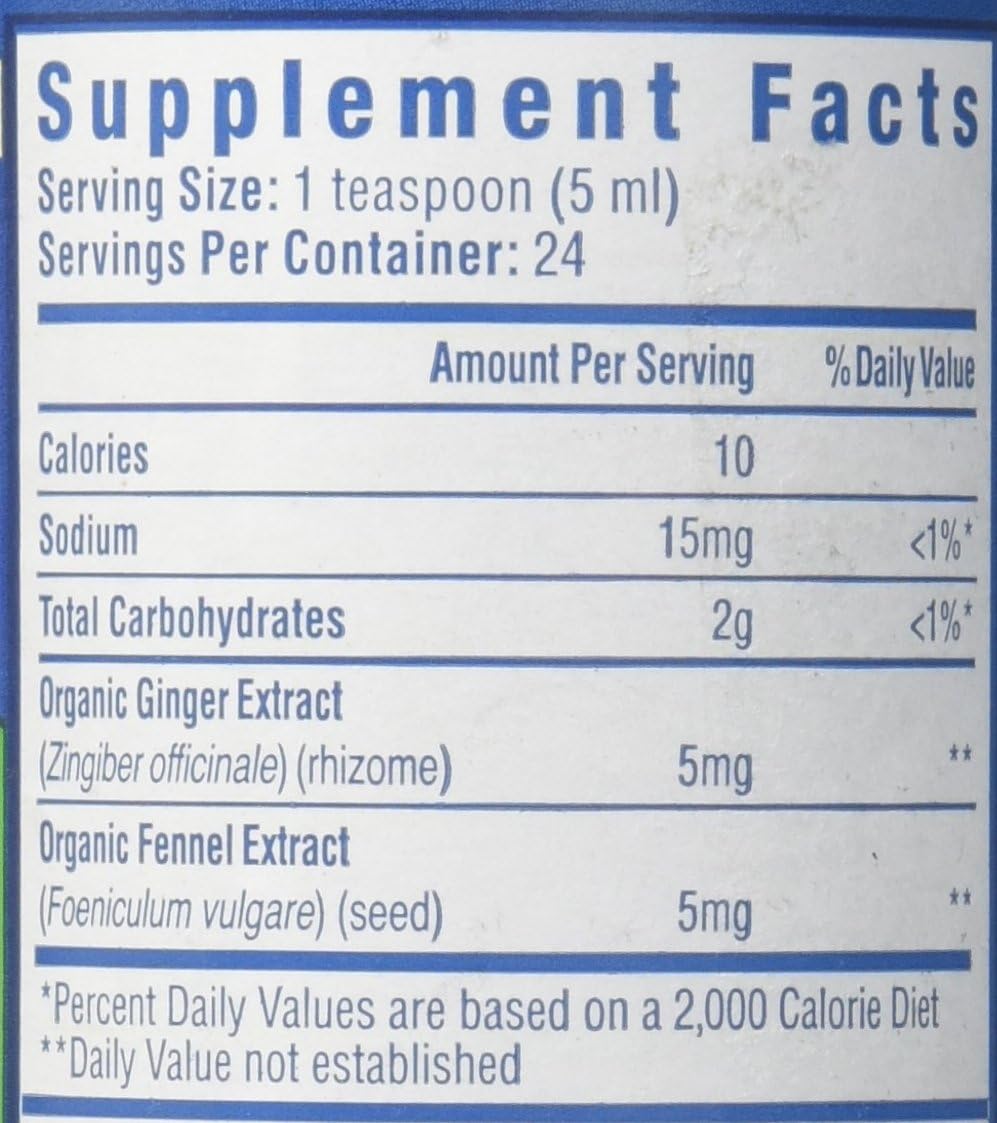 Supplement Facts
Serving Size: 1 teaspoon (5 ml)
Servings Per Container: 24
Amount Per Serving % Daily Value
Calories 10
Sodium 15mg <1%*
Total Carbohydrates 2g <1%*
Organic Ginger Extract
(Zingiber officinale) (rhizome) 5mg **
Organic Fennel Extract
(Foeniculum vulgare) (seed) 5mg **
*Percent Daily Values are based on a 2,000 Calorie Diet
**Daily Value not established